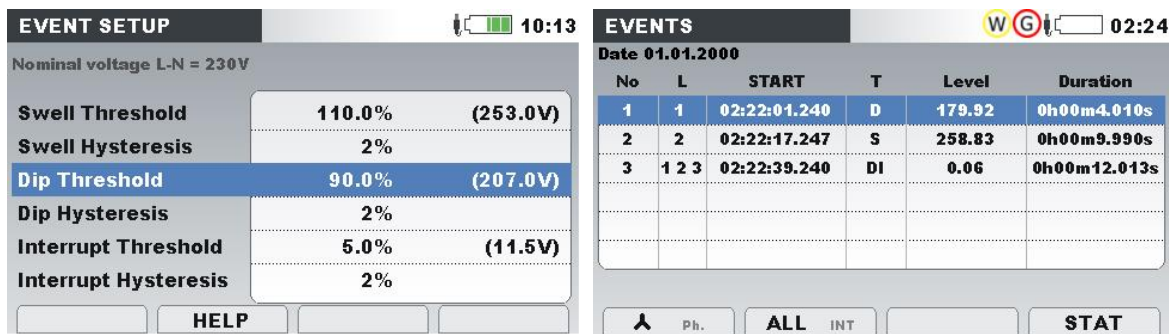 EVENT SETUP 10:13
Nominal voltage L-N = 230V
Swell Threshold 110.0% (253.0V)
Swell Hysteresis 2%
Dip Threshold 90.0% (207.0V)
Dip Hysteresis 2%
Interrupt Threshold 5.0% (11.5V)
Interrupt Hysteresis 2%
HELP
EVENTS W G 02:24
Date 01.01.2000
No L START T Level Duration
1 1 02:22:01.240 D 179.92 0h00m4.010s
2 2 02:22:17.247 S 258.83 0h00m9.990s
3 1 2 3 02:22:39.240 DI 0.06 0h00m12.013s
Ph. ALL INT STAT